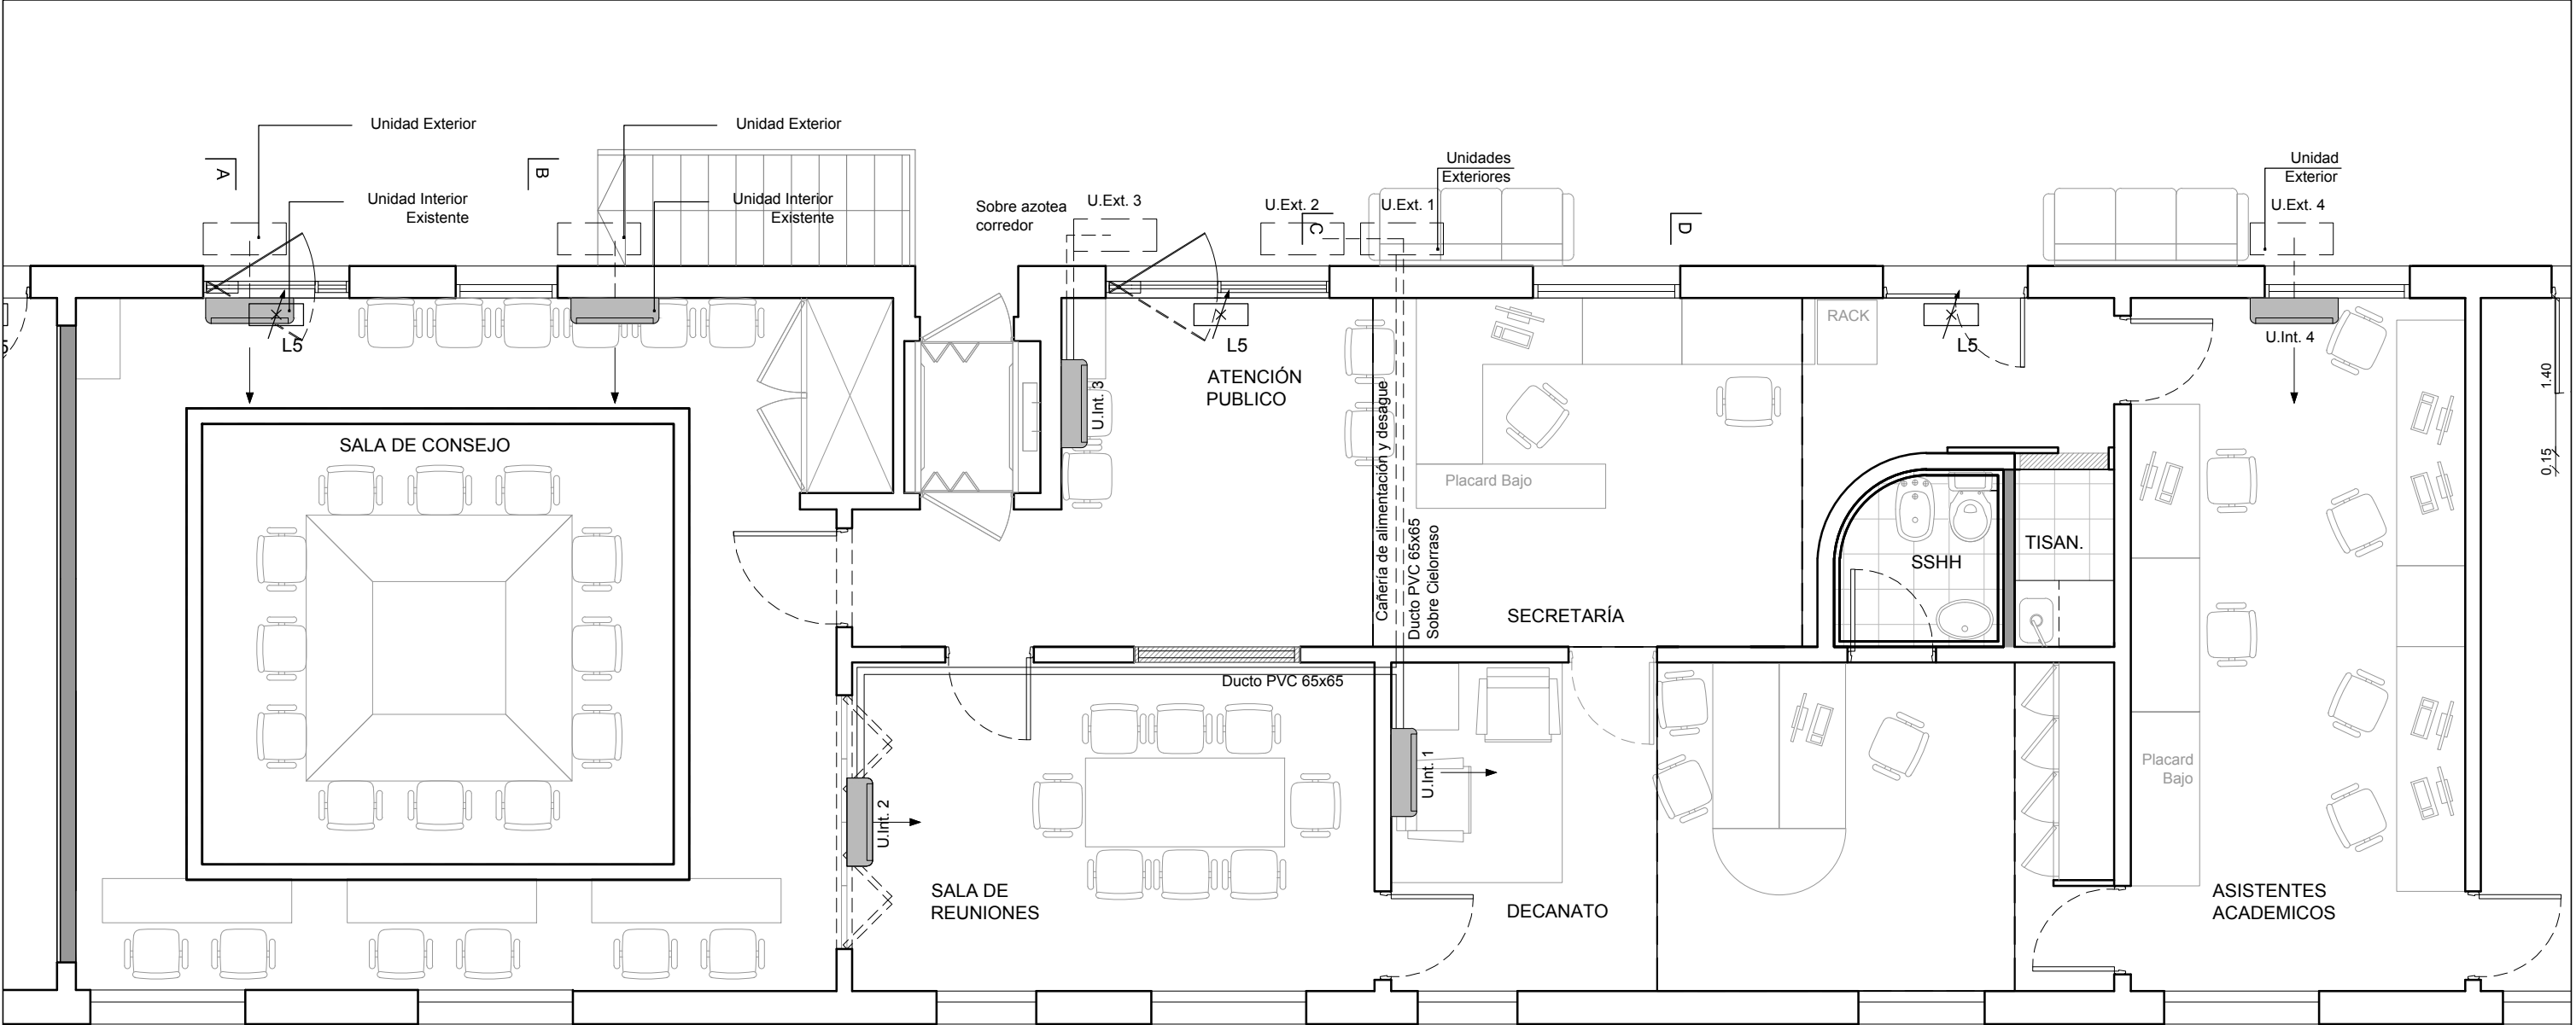 Unidad Exterior
Unidad Exterior
Unidades
Exteriores
Unidad
Exterior
A
B
Unidad Interior
Existente
Unidad Interior
Existente
Sobre azotea
corredor
U.Ext. 3
U.Ext. 2
U.Ext. 1
U.Ext. 4
C
D
L5
L5
L5
5
RACK
U.Int. 4
ATENCIÓN
PUBLICO
U.Int. 3
1.40
0.15
SALA DE CONSEJO
Placard Bajo
Cañería de alimentación y desague
Ducto PVC 65x65
Sobre Cielorraso
SSHH
TISAN.
SECRETARÍA
Ducto PVC 65x65
U.Int. 1
U.Int. 2
Placard
Bajo
SALA DE
REUNIONES
DECANATO
ASISTENTES
ACADEMICOS